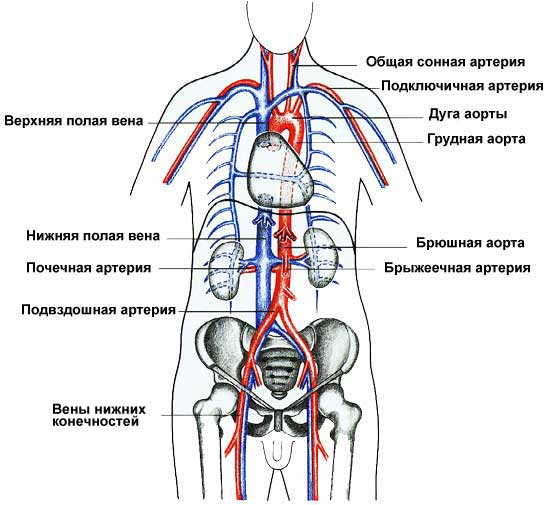 Общая сонная артерия
Подключичная артерия
Верхняя полая вена
Дуга аорты
Грудная аорта
Нижняя полая вена
Брюшная аорта
Почечная артерия
Брыжеечная артерия
Подвздошная артерия
Вены нижних
конечностей